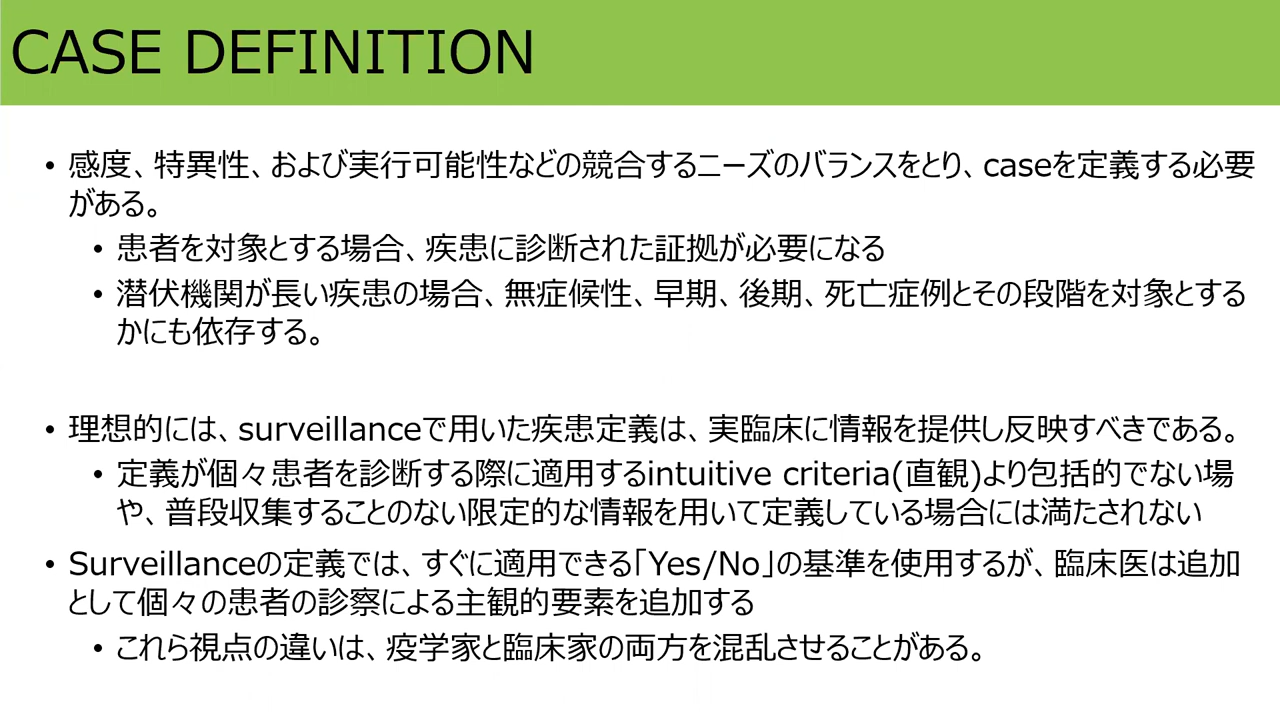 CASE DEFINITION
• 感度、特異性、および実行可能性などの競合するニーズのバランスをとり、caseを定義する必要
がある。
• 患者を対象とする場合、疾患に診断された証拠が必要になる
• 潜伏機関が長い疾患の場合、無症候性、早期、後期、死亡症例とその段階を対象とする
かにも依存する。
• 理想的には、surveillanceで用いた疾患定義は、実臨床に情報を提供し反映すべきである。
• 定義が個々患者を診断する際に適用するintuitive criteria(直観)より包括的でない場
や、普段収集することのない限定的な情報を用いて定義している場合には満たされない
• Surveillanceの定義では、すぐに適用できる「Yes/No」の基準を使用するが、臨床医は追加
として個々の患者の診察による主観的要素を追加する
• これら視点の違いは、疫学家と臨床家の両方を混乱させることがある。